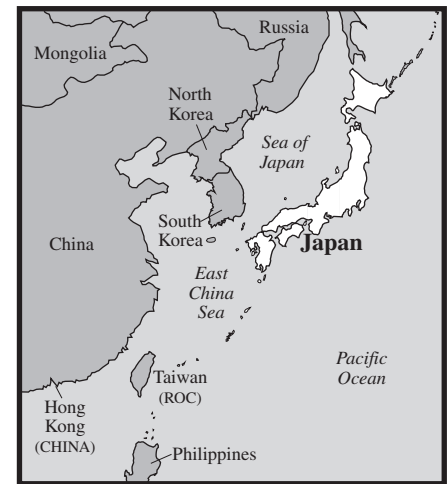 Russia
Mongolia
North
Korea
Sea of
Japan
South
Korea
China
Japan
East
China
Sea
Pacific
Ocean
Taiwan
(ROC)
Hong
Kong
(CHINA)
Philippines